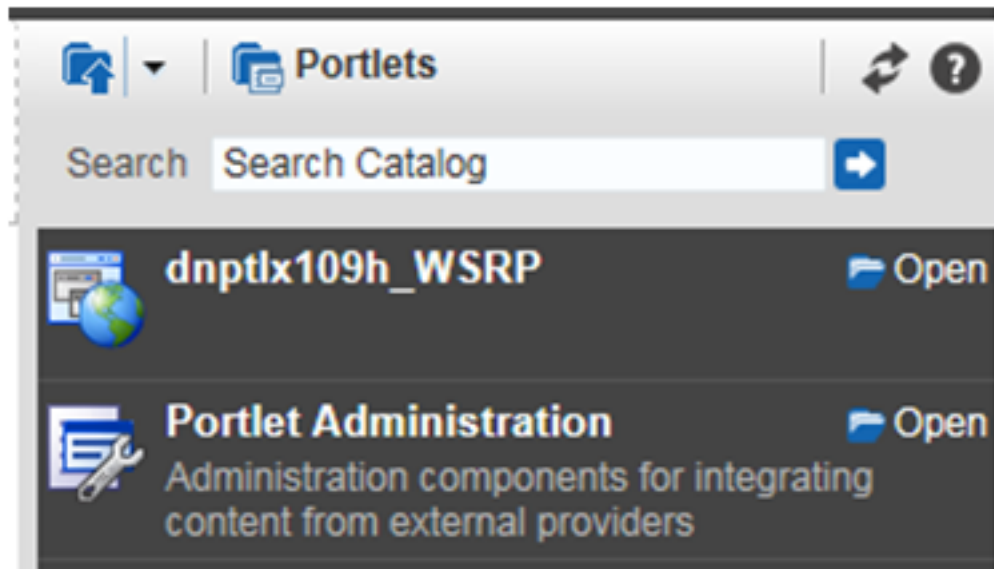 Portlets
Search Search Catalog
dnptlx109h_WSRP Open
Portlet Administration Open
Administration components for integrating
content from external providers